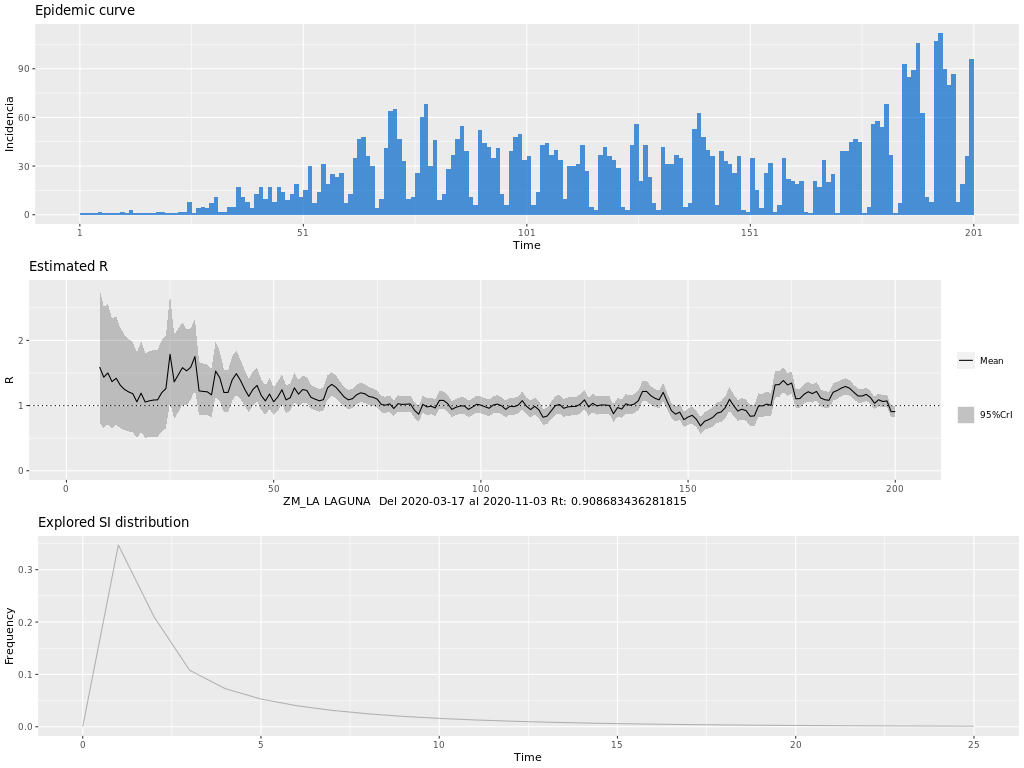 Epidemic curve
Incidencia
90
60
30
0
1
51
101
151
201
Time
Estimated R
R
2
1
0
0
50
100
150
200
Mean
95%CrI
ZM_LA LAGUNA  Del 2020-03-17 al 2020-11-03 Rt: 0.908683436281815
Explored SI distribution
Frequency
0.3
0.2
0.1
0.0
0
5
10
15
20
25
Time